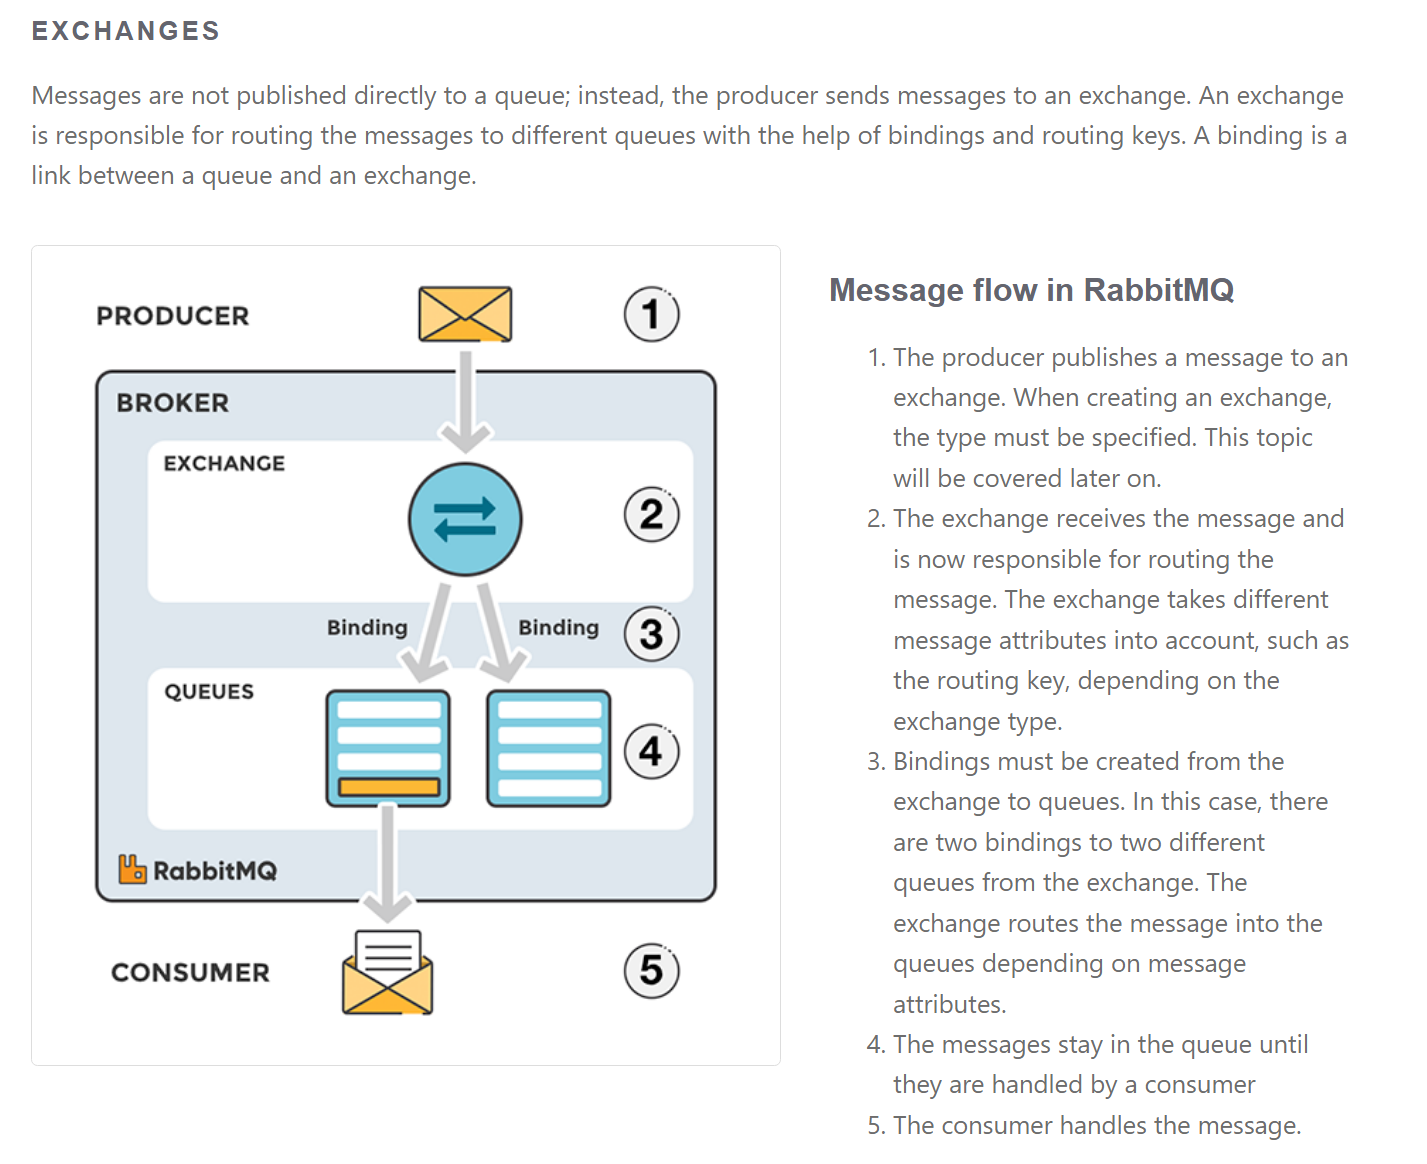 EXCHANGES
Messages are not published directly to a queue; instead, the producer sends messages to an exchange. An exchange
is responsible for routing the messages to different queues with the help of bindings and routing keys. A binding is a
link between a queue and an exchange.
PRODUCER
1
BROKER
EXCHANGE
2
Binding
Binding
3
QUEUES
4
RabbitMQ
CONSUMER
5
Message flow in RabbitMQ
1. The producer publishes a message to an
exchange. When creating an exchange,
the type must be specified. This topic
will be covered later on.
2. The exchange receives the message and
is now responsible for routing the
message. The exchange takes different
message attributes into account, such as
the routing key, depending on the
exchange type.
3. Bindings must be created from the
exchange to queues. In this case, there
are two bindings to two different
queues from the exchange. The
exchange routes the message into the
queues depending on message
attributes.
4. The messages stay in the queue until
they are handled by a consumer
5. The consumer handles the message.